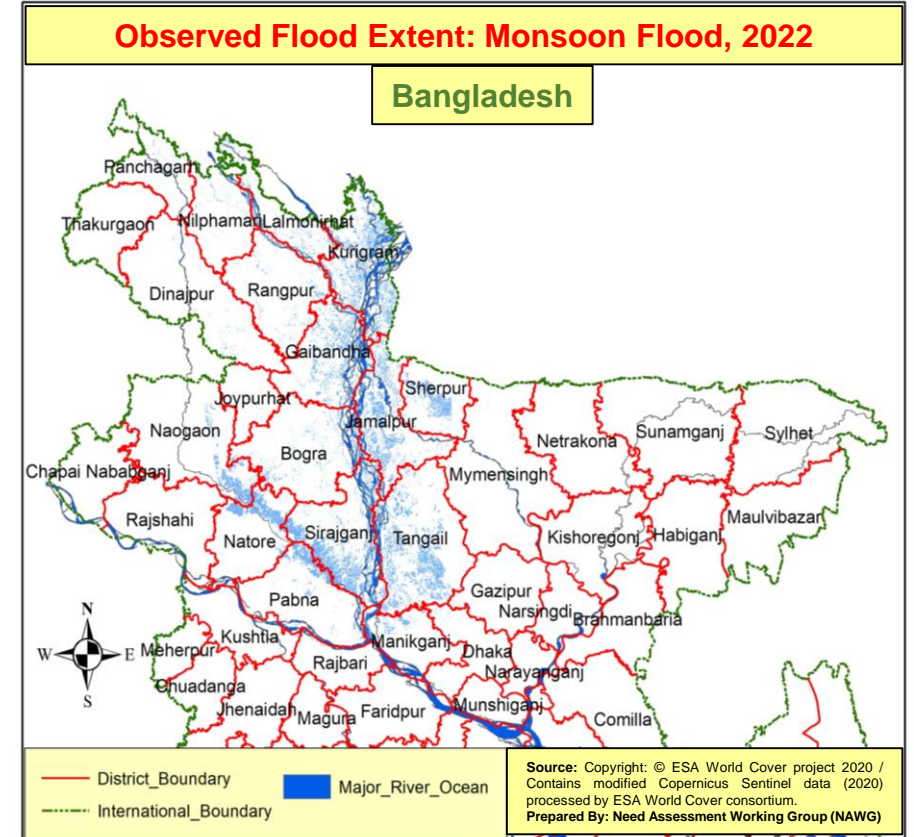 Observed Flood Extent: Monsoon Flood, 2022
Bangladesh
Panchagarh
Thakurgaon
Nilphamari
Lalmonirhat
Kurigram
Dinajpur
Rangpur
Gaibandha
Sherpur
Joypurhat
Jamalpur
Naogaon
Netrakona
Sunamganj
Sylhet
Bogra
Mymensingh
Chapai Nababganj
Rajshahi
Sirajganj
Natore
Tangail
Kishoregonj
Habiganj
Maulvibazar
Gazipur
Pabna
Narsingdi
Brahmanbaria
N
W
E
S
Meherpur
Kushtia
Manikganj
Dhaka
Rajbari
Narayanganj
Chuadanga
Jhenaidah
Magura
Faridpur
Munshiganj
Comilla
District_Boundary
International_Boundary
Major_River_Ocean
Source: Copyright: © ESA World Cover project 2020 /
Contains modified Copernicus Sentinel data (2020)
processed by ESA World Cover consortium.
Prepared By: Need Assessment Working Group (NAWG)